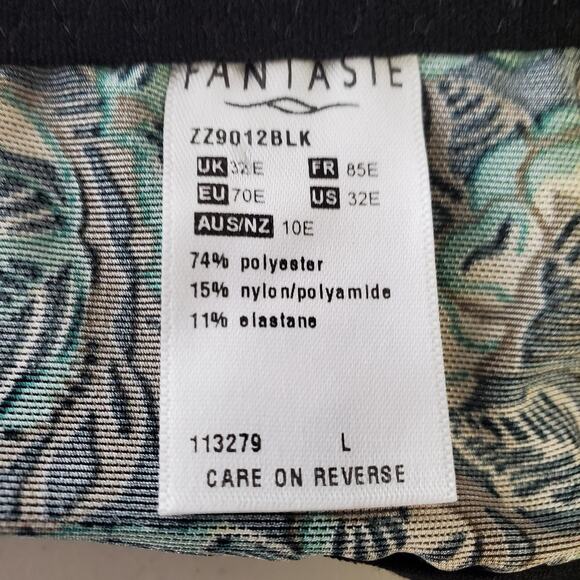 FANTASIE
ZZ9012BLK
UK 32E FR 85E
EU 70E US 32E
AUS/NZ 10E
74% polyester
15% nylon/polyamide
11% elastane
113279 L
CARE ON REVERSE